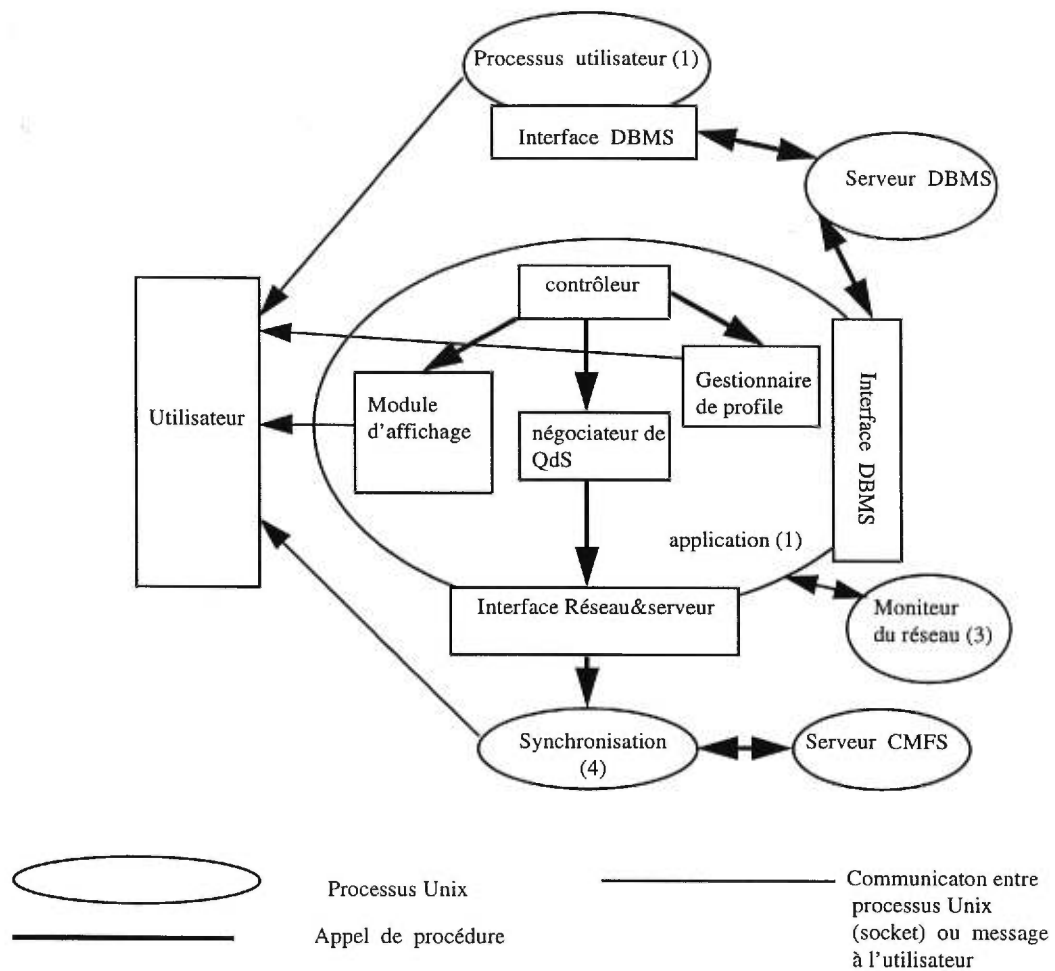 Processus utilisateur (1)
Interface DBMS
Serveur DBMS
contrôleur
Utilisateur
Module
d'affichage
négociateur de
QdS
Gestionnaire
de profile
Interface DBMS
application (1)
Interface Réseau&serveur
Moniteur
du réseau (3)
Synchronisation
(4)
Serveur CMFS
Processus Unix
Appel de procédure
Communicaton entre
processus Unix
(socket) ou message
à l'utilisateur